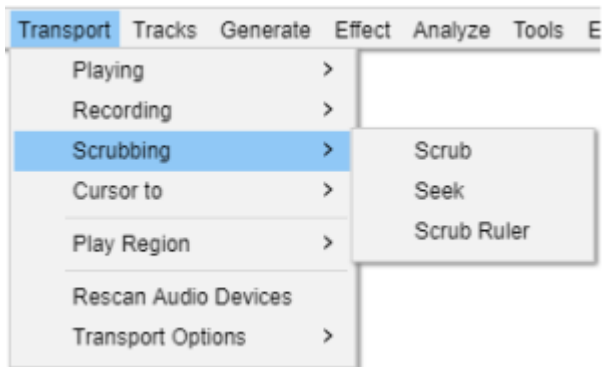 Transport Tracks Generate Effect Analyze Tools E
Playing >
Recording >
Scrubbing >
Scrub
Cursor to >
Seek
Scrub Ruler
Play Region >
Rescan Audio Devices
Transport Options >